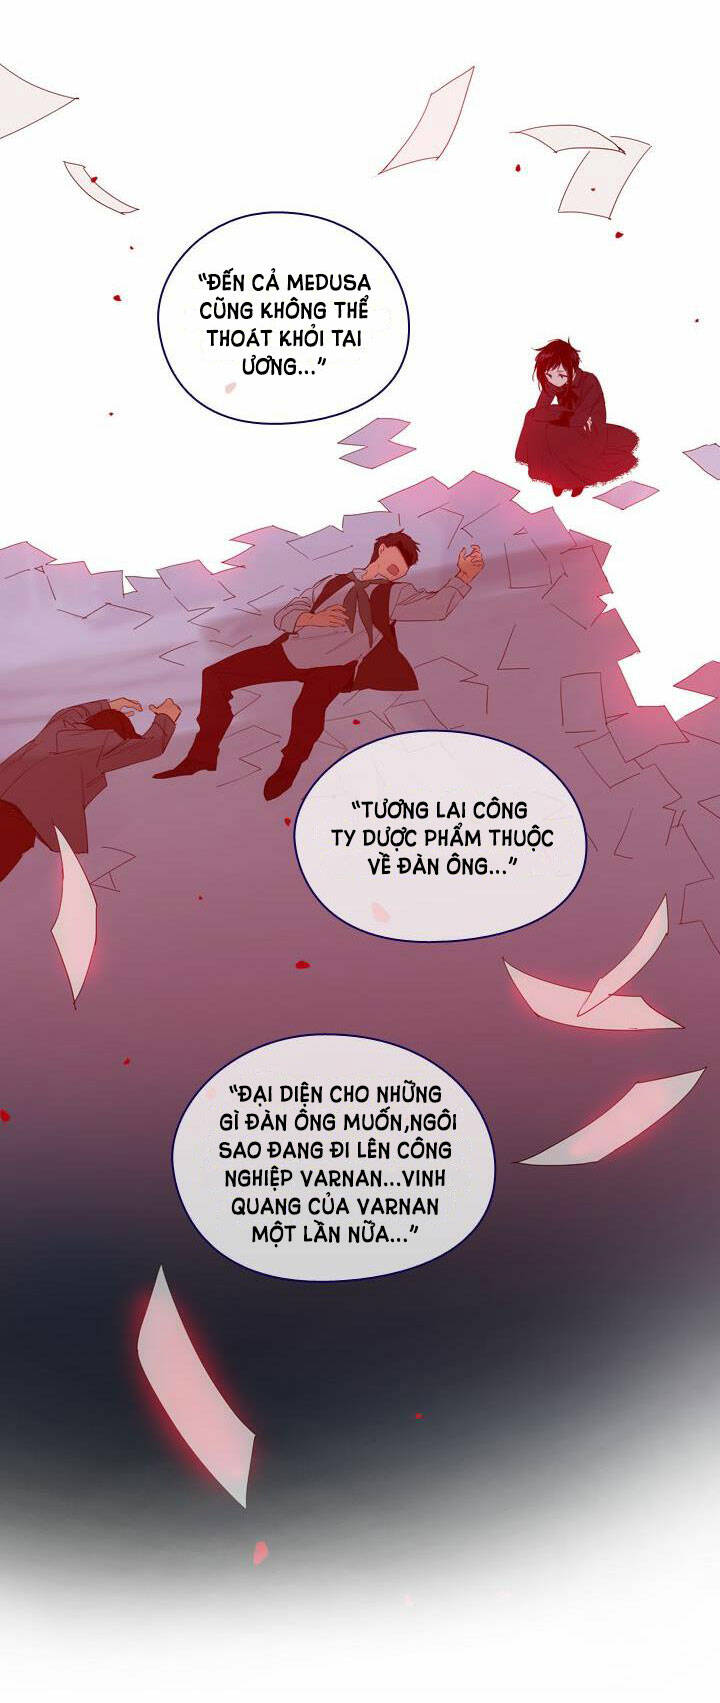 “ĐẾN CẢ MEDUSA
CŨNG KHÔNG THỂ
THOÁT KHỎI TAI
ƯƠNG...”
“TƯƠNG LAI CÔNG
TY DƯỢC PHẨM THUỘC
VỀ ĐÀN ÔNG...”
“ĐẠI DIỆN CHO NHỮNG
GÌ ĐÀN ÔNG MUỐN,NGÔI
SAO ĐANG ĐI LÊN CÔNG
NGHIỆP VARNAN...VINH
QUANG CỦA VARNAN
MỘT LẦN NỮA...”